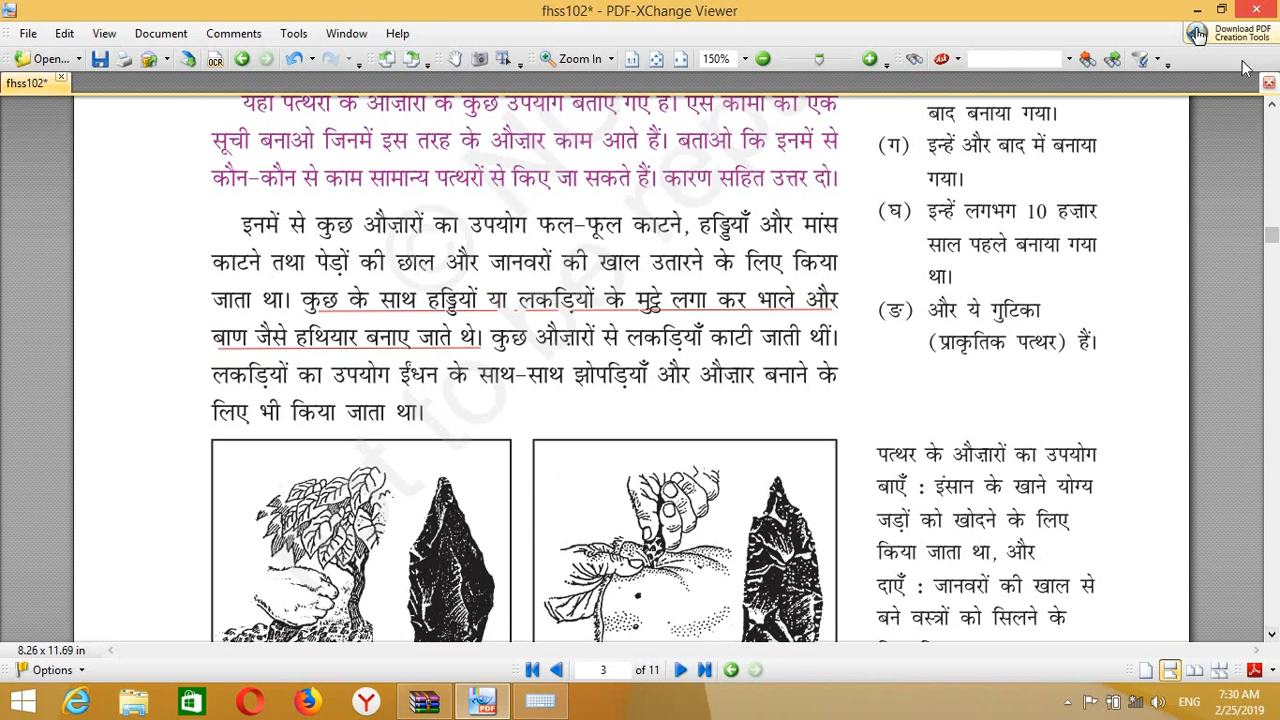 fhss102* - PDF-XChange Viewer
File Edit View Document Comments Tools Window Help
Download PDF
Creation Tools
Open... OCR Zoom In 150%
fhss102*
यहाँ पत्थरों के औज़ारों के कुछ उपयोग बताए गए हैं। ऐसे कामों की एक
सूची बनाओ जिनमें इस तरह के औज़ार काम आते हैं। बताओ कि इनमें से
कौन-कौन से काम सामान्य पत्थरों से किए जा सकते हैं। कारण सहित उत्तर दो।
इनमें से कुछ औज़ारों का उपयोग फल-फूल काटने, हड्डियाँ और मांस
काटने तथा पेड़ों की छाल और जानवरों की खाल उतारने के लिए किया
जाता था। कुछ के साथ हड्डियों या लकड़ियों के मुट्ठे लगा कर भाले और
बाण जैसे हथियार बनाए जाते थे। कुछ औज़ारों से लकड़ियाँ काटी जाती थीं।
लकड़ियों का उपयोग ईंधन के साथ-साथ झोपड़ियाँ और औज़ार बनाने के
लिए भी किया जाता था।
बाद बनाया गया।
(ग) इन्हें और बाद में बनाया
गया।
(घ) इन्हें लगभग 10 हज़ार
साल पहले बनाया गया
था।
(ङ) और ये गुटिका
(प्राकृतिक पत्थर) हैं।
पत्थर के औज़ारों का उपयोग
बाएँ : इंसान के खाने योग्य
जड़ों को खोदने के लिए
किया जाता था, और
दाएँ : जानवरों की खाल से
बने वस्त्रों को सिलने के
8.26 x 11.69 in
Options 3 of 11
ENG
7:30 AM
2/25/2019